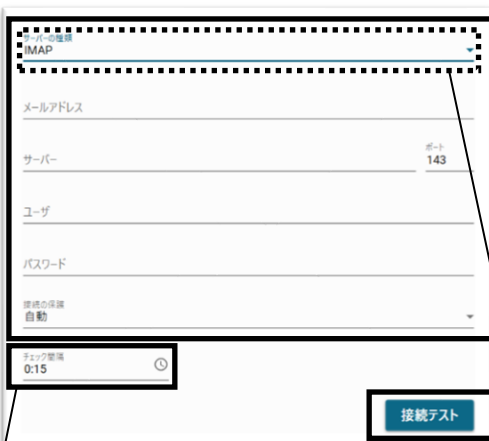 サーバーの種類
IMAP
メールアドレス
サーバー
ポート
143
ユーザ
パスワード
接続の保護
自動
チェック間隔
0:15
接続テスト